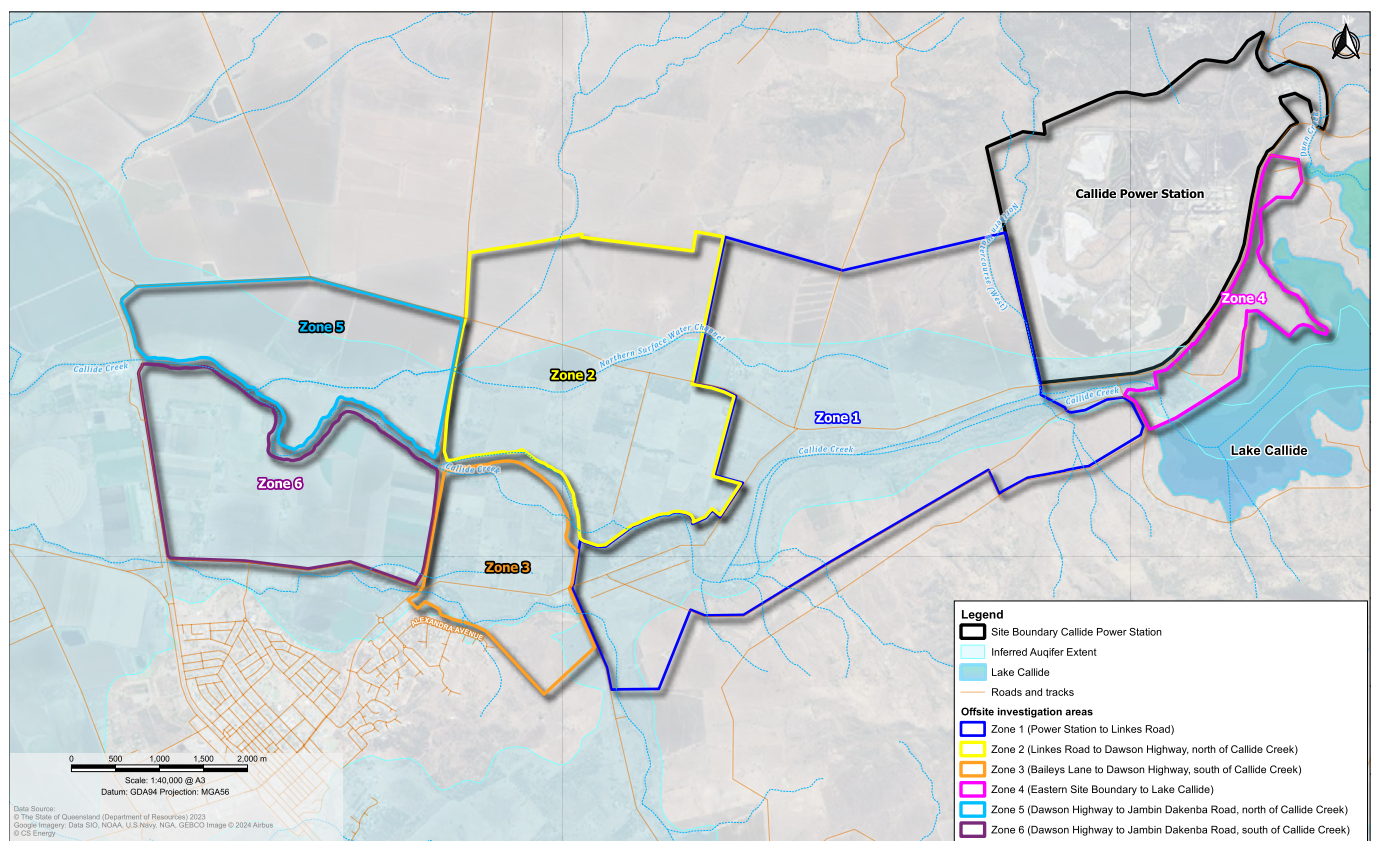 N
Dunn Creek
Callide Power Station
Northern Watercourse (West)
Zone 4
Zone 5
Northern Surface Water Channel
Callide Creek
Zone 2
Callide Creek
Zone 1
Callide Creek
Lake Callide
Callide Creek
Zone 6
Zone 3
ALEXANDRA AVENUE
0 500 1,000 1,500 2,000 m
Scale: 1:40,000 @ A3
Datum: GDA94 Projection: MGA56
Data Source:
© The State of Queensland (Department of Resources) 2023
Google Imagery: Data SIO, NOAA, U.S.Navy, NGA, GEBCO Image © 2024 Airbus
© CS Energy
Legend
Site Boundary Callide Power Station
Inferred Auqifer Extent
Lake Callide
Roads and tracks
Offsite investigation areas
Zone 1 (Power Station to Linkes Road)
Zone 2 (Linkes Road to Dawson Highway, north of Callide Creek)
Zone 3 (Baileys Lane to Dawson Highway, south of Callide Creek)
Zone 4 (Eastern Site Boundary to Lake Callide)
Zone 5 (Dawson Highway to Jambin Dakenba Road, north of Callide Creek)
Zone 6 (Dawson Highway to Jambin Dakenba Road, south of Callide Creek)